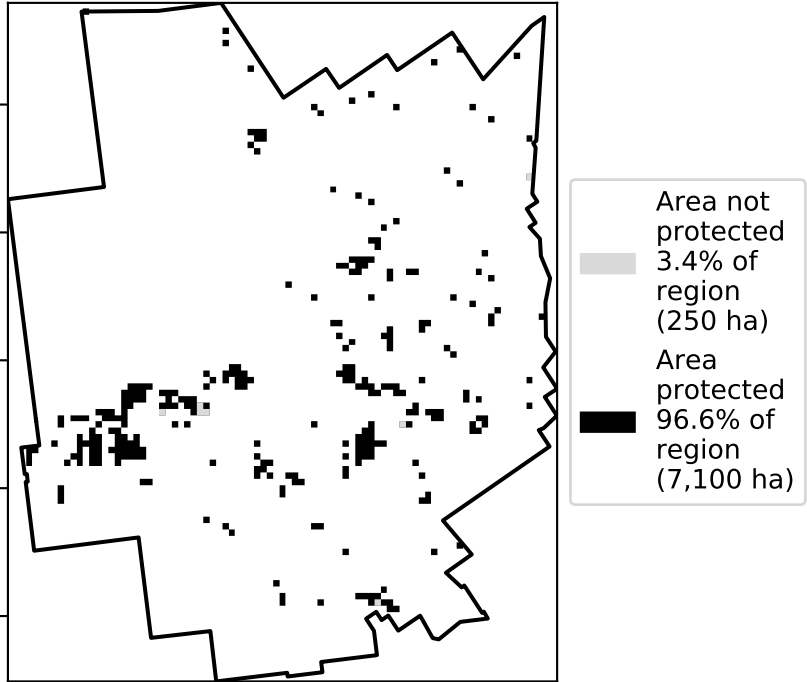 Area not
protected
3.4% of
region
(250 ha)
Area
protected
96.6% of
region
(7,100 ha)